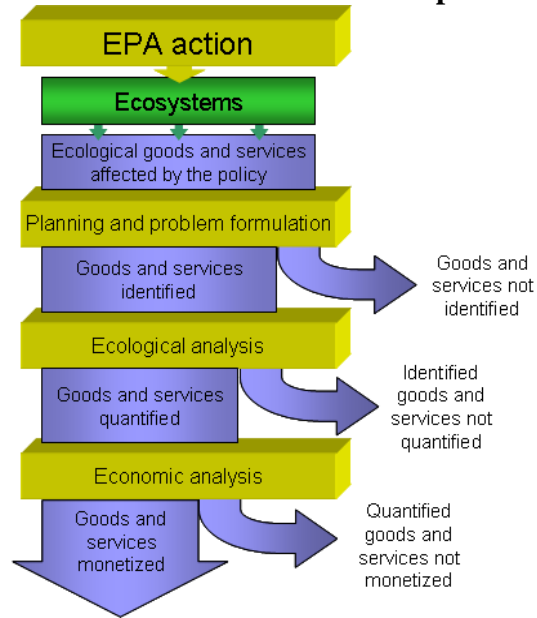 EPA action
Ecosystems
Ecological goods and services
affected by the policy
Planning and problem formulation
Goods and services
identified
Goods and
services not
identified
Ecological analysis
Goods and services
quantified
Identified
goods and
services not
quantified
Economic analysis
Goods and
services
monetized
Quantified
goods and
services not
monetized